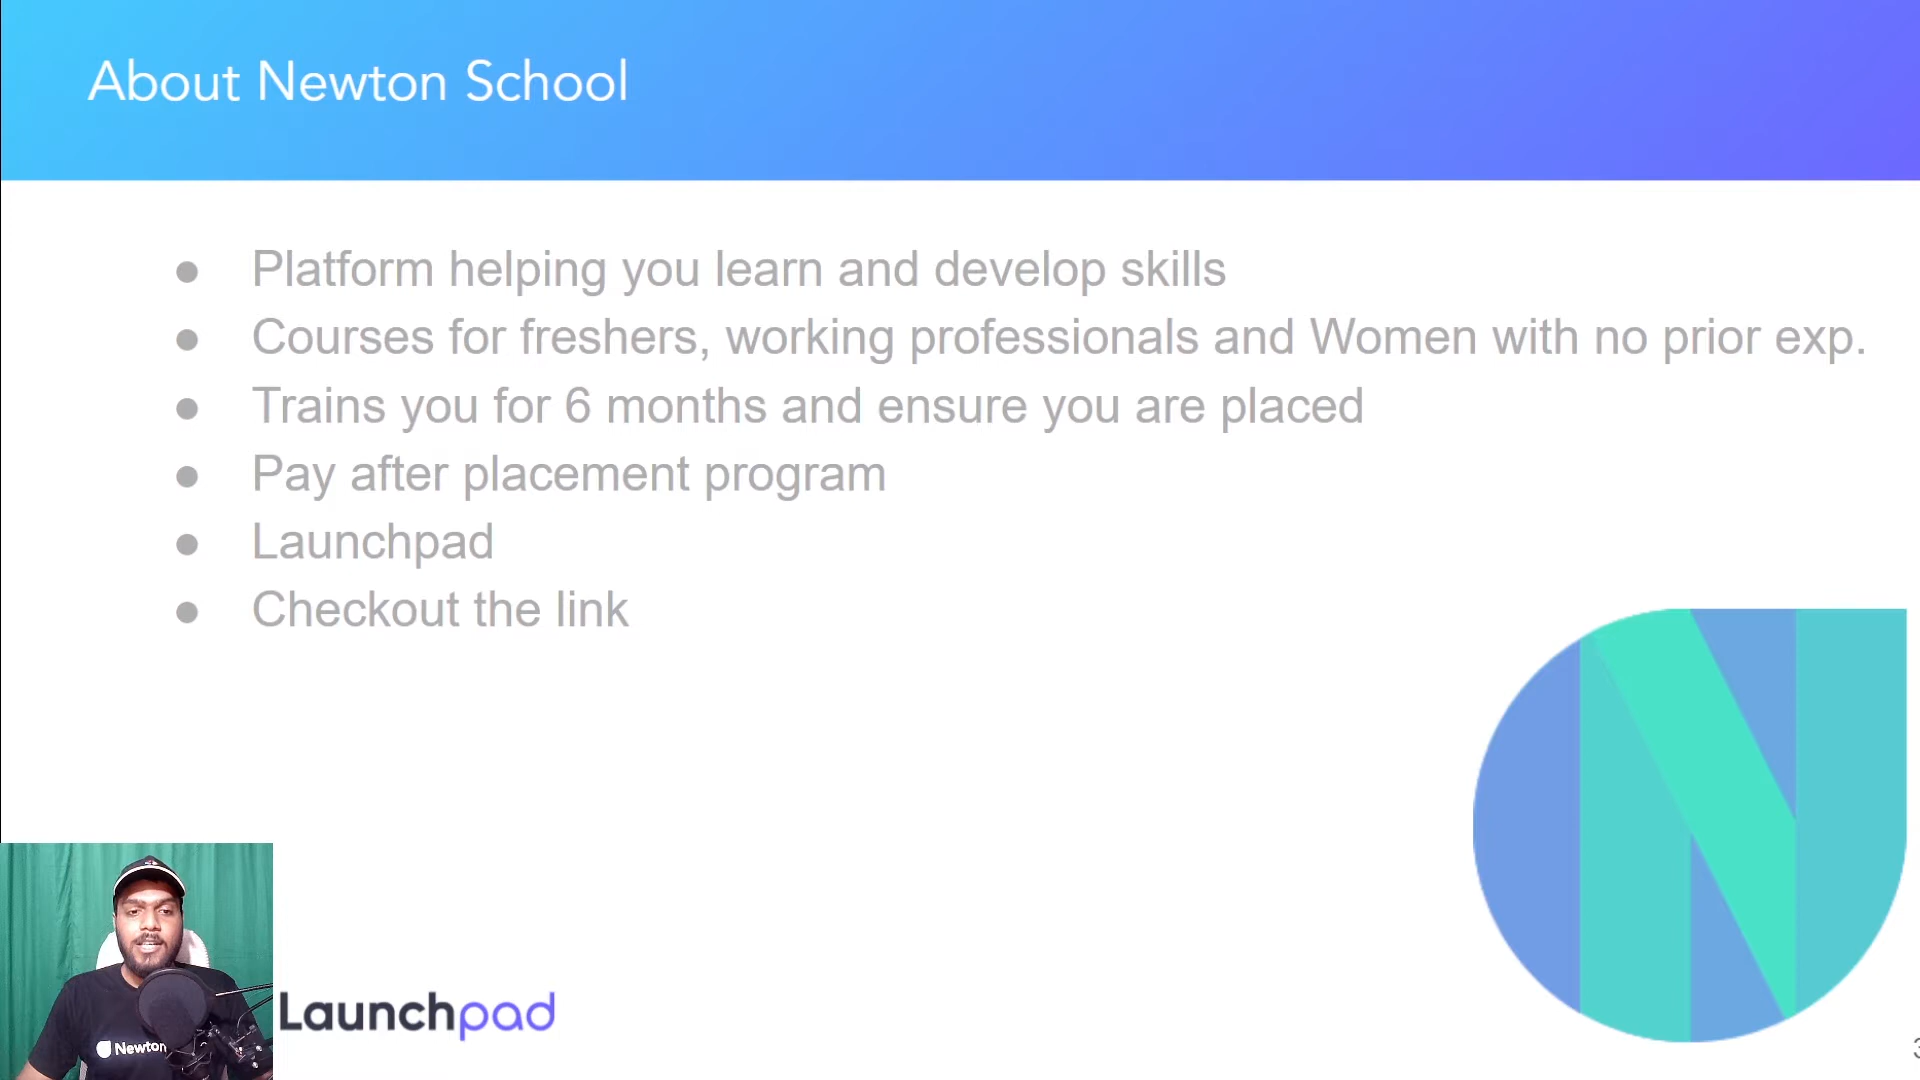 About Newton School
Platform helping you learn and develop skills
Courses for freshers, working professionals and Women with no prior exp.
Trains you for 6 months and ensure you are placed
Pay after placement program
Launchpad
Checkout the link
Launchpad
Newton
3